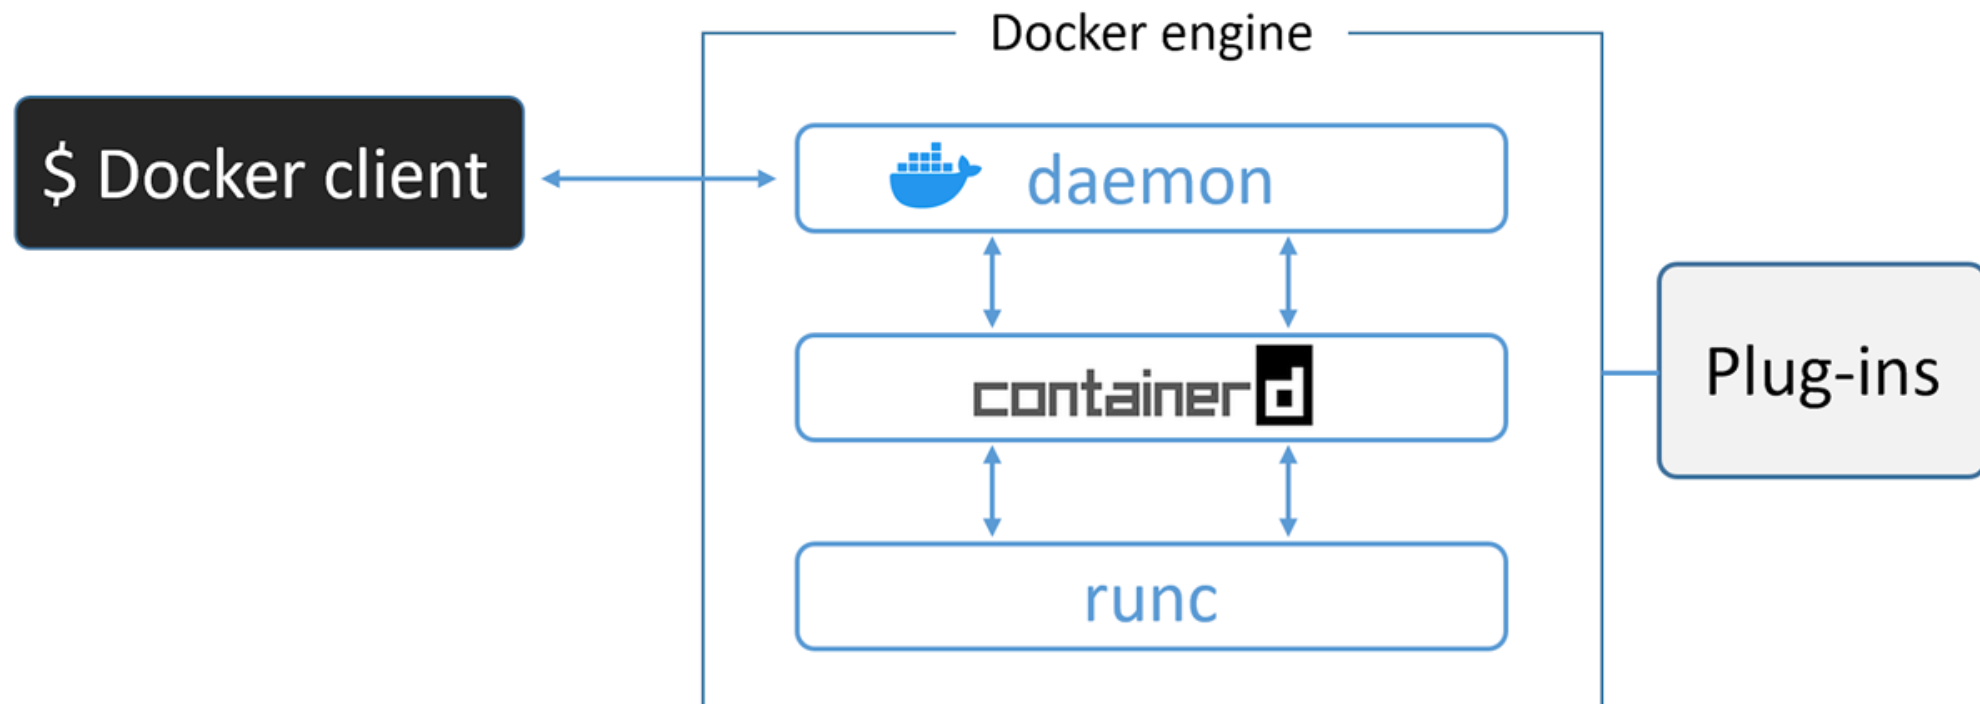 Docker engine
$ Docker client
daemon
containerd
Plug-ins
runc